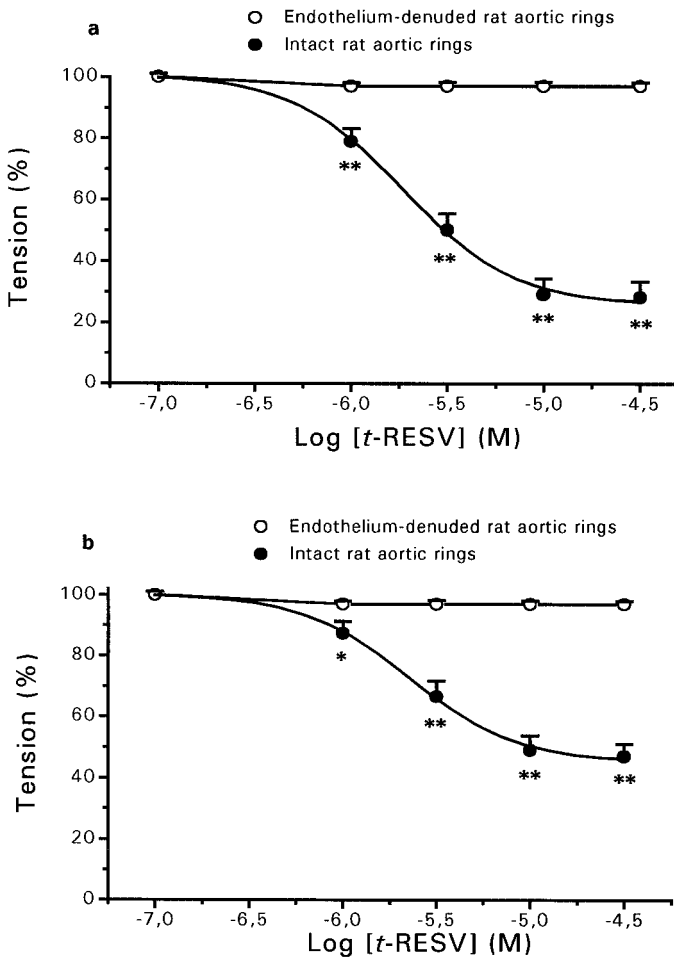 a
Endothelium-denuded rat aortic rings
Intact rat aortic rings
Tension (%)
100
80
60
40
20
0
-7,0 -6,5 -6,0 -5,5 -5,0 -4,5
Log [t-RESV] (M)
**
**
**
**
b
Endothelium-denuded rat aortic rings
Intact rat aortic rings
Tension (%)
100
80
60
40
20
0
-7,0 -6,5 -6,0 -5,5 -5,0 -4,5
Log [t-RESV] (M)
*
**
**
**